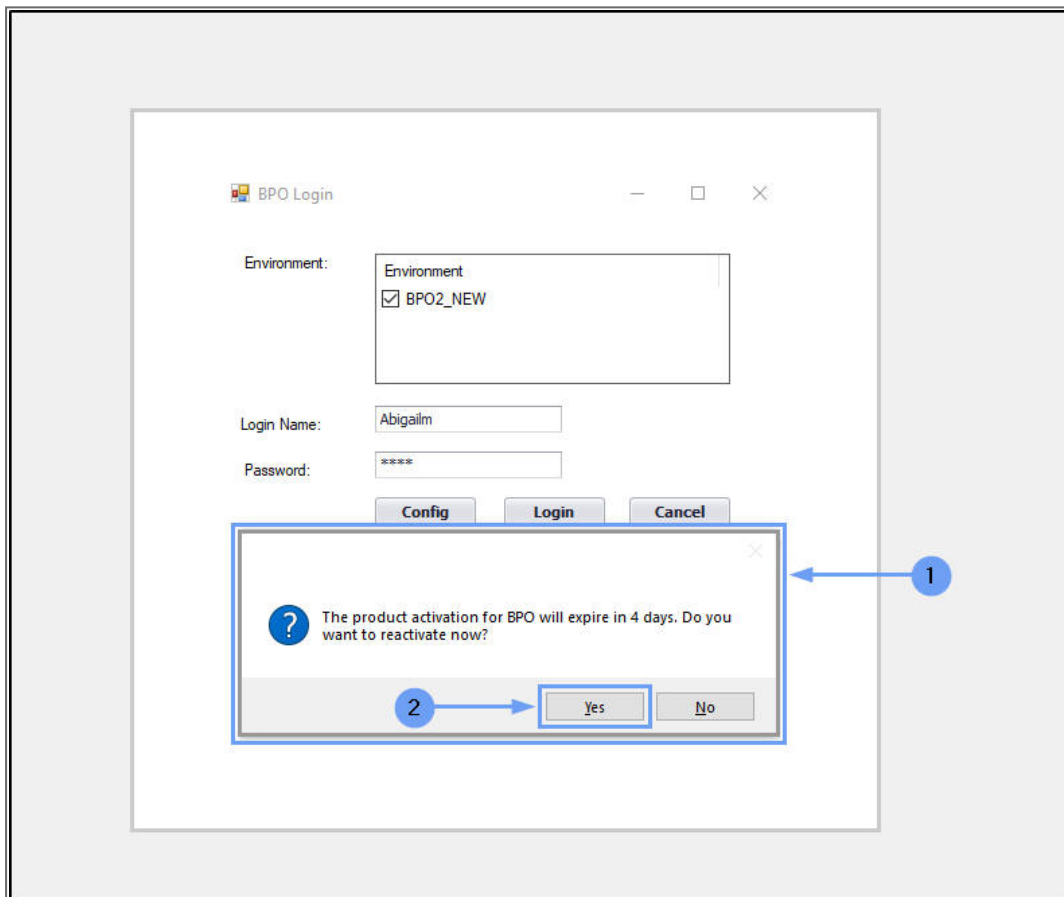 BPO Login
Environment:
Environment
BPO2_NEW
Login Name:
Abigailm
Password:
****
Config Login Cancel
1
The product activation for BPO will expire in 4 days. Do you
want to reactivate now?
2
Yes No